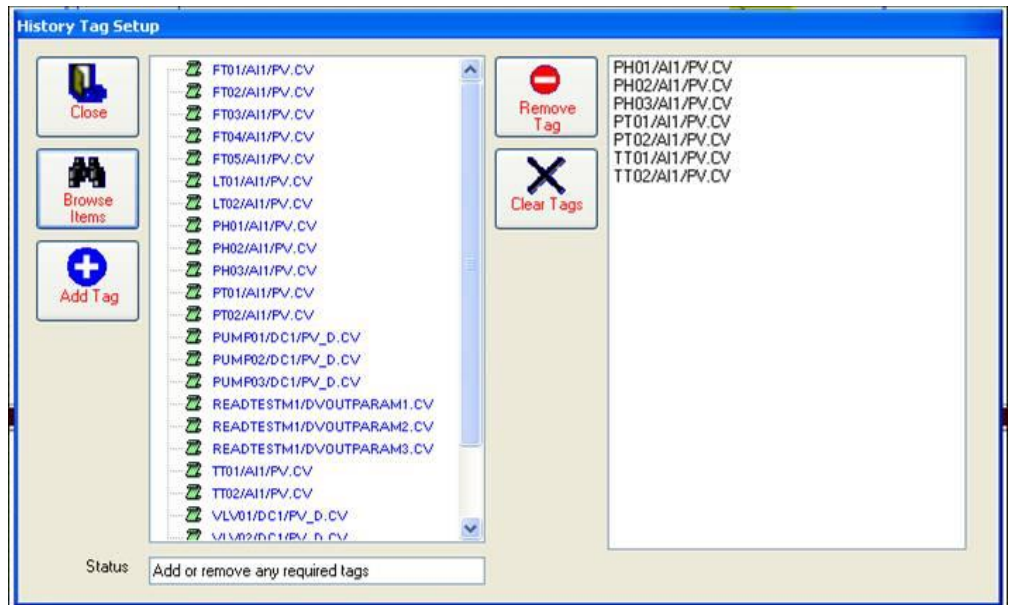 History Tag Setup
Close
Browse
Items
Add Tag
FT01/AI1/PV.CV
FT02/AI1/PV.CV
FT03/AI1/PV.CV
FT04/AI1/PV.CV
FT05/AI1/PV.CV
LT01/AI1/PV.CV
LT02/AI1/PV.CV
PH01/AI1/PV.CV
PH02/AI1/PV.CV
PH03/AI1/PV.CV
PT01/AI1/PV.CV
PT02/AI1/PV.CV
PUMP01/DC1/PV_D.CV
PUMP02/DC1/PV_D.CV
PUMP03/DC1/PV_D.CV
READTESTM1/DVOUTPARAM1.CV
READTESTM1/DVOUTPARAM2.CV
READTESTM1/DVOUTPARAM3.CV
TT01/AI1/PV.CV
TT02/AI1/PV.CV
VLV01/DC1/PV_D.CV
VLV02/DC1/PV_D.CV
Remove
Tag
Clear Tags
PH01/AI1/PV.CV
PH02/AI1/PV.CV
PH03/AI1/PV.CV
PT01/AI1/PV.CV
PT02/AI1/PV.CV
TT01/AI1/PV.CV
TT02/AI1/PV.CV
Status
Add or remove any required tags